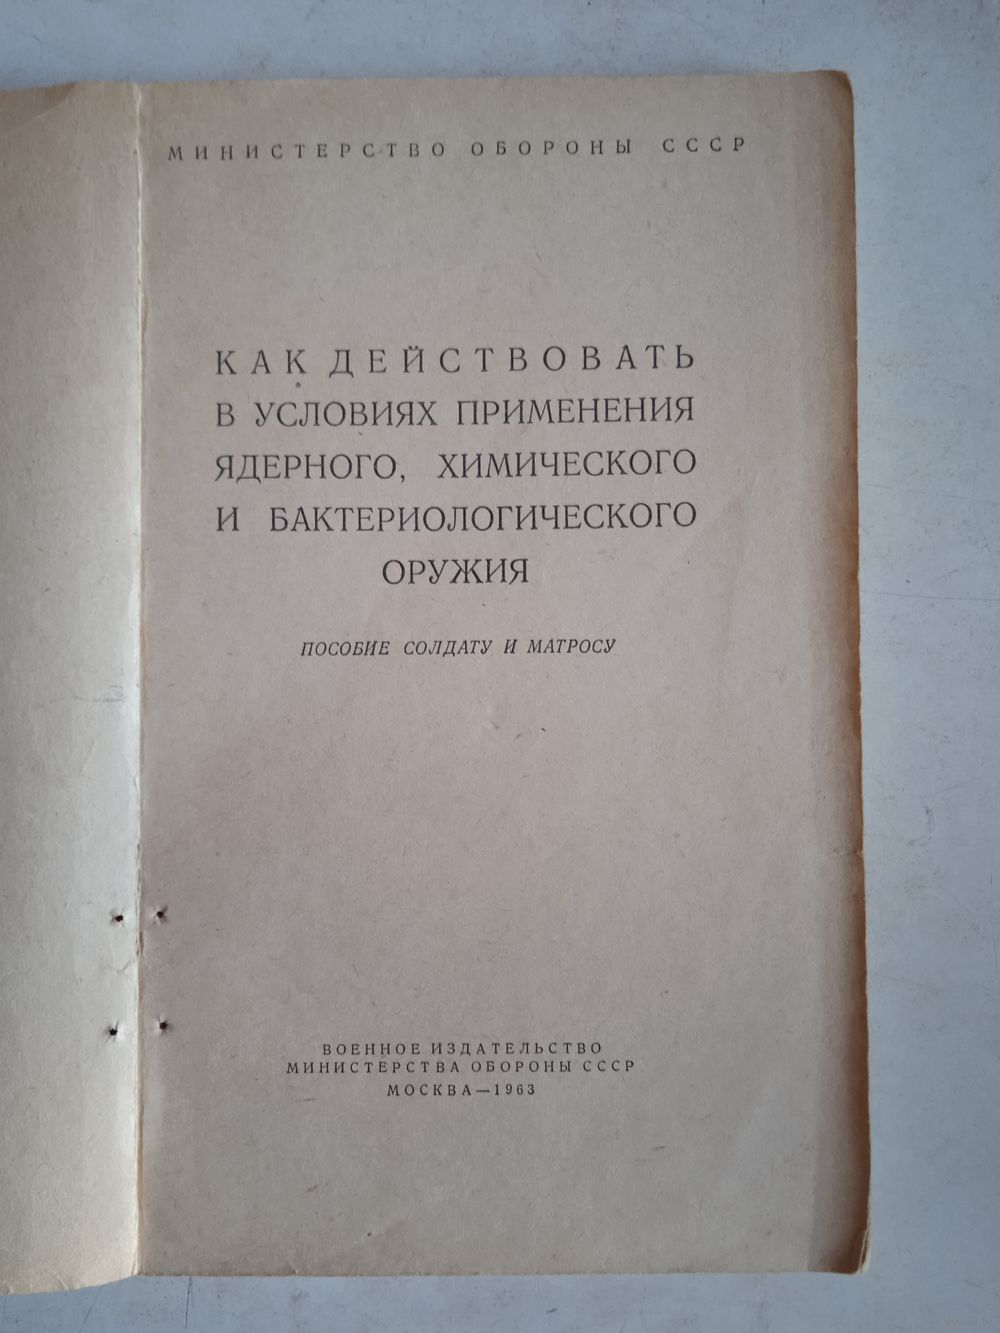 МИНИСТЕРСТВО ОБОРОНЫ СССР
КАК ДЕЙСТВОВАТЬ
В УСЛОВИЯХ ПРИМЕНЕНИЯ
ЯДЕРНОГО, ХИМИЧЕСКОГО
И БАКТЕРИОЛОГИЧЕСКОГО
ОРУЖИЯ
ПОСОБИЕ СОЛДАТУ И МАТРОСУ
ВОЕННОЕ ИЗДАТЕЛЬСТВО
МИНИСТЕРСТВА ОБОРОНЫ СССР
МОСКВА—1963